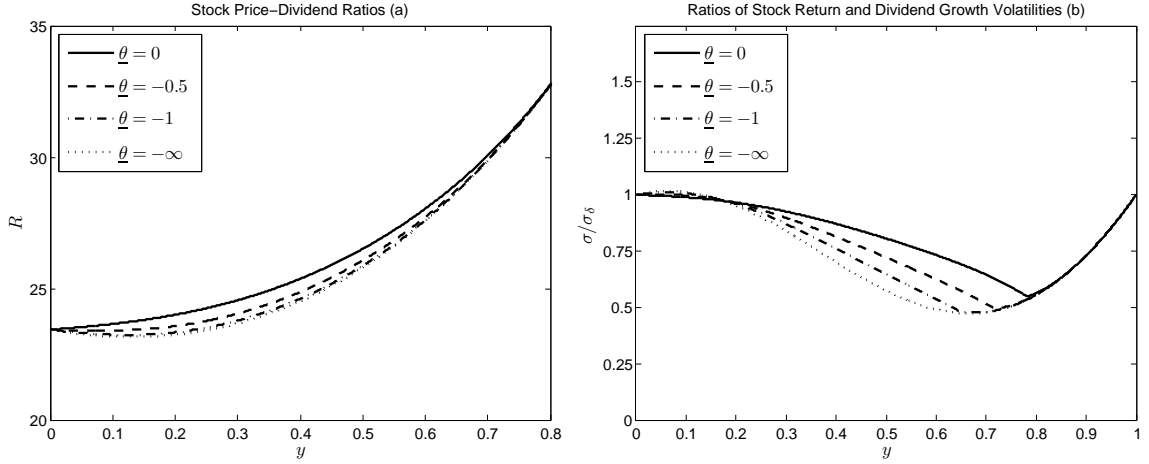 Stock Price−Dividend Ratios (a)
35
30
25
20
R
θ = 0
θ = −0.5
θ = −1
θ = −∞
0 0.1 0.2 0.3 0.4 0.5 0.6 0.7 0.8
y
Ratios of Stock Return and Dividend Growth Volatilities (b)
1.5
1.25
1
0.75
0.5
0.25
0
σ/σδ
θ = 0
θ = −0.5
θ = −1
θ = −∞
0 0.1 0.2 0.3 0.4 0.5 0.6 0.7 0.8 0.9 1
y